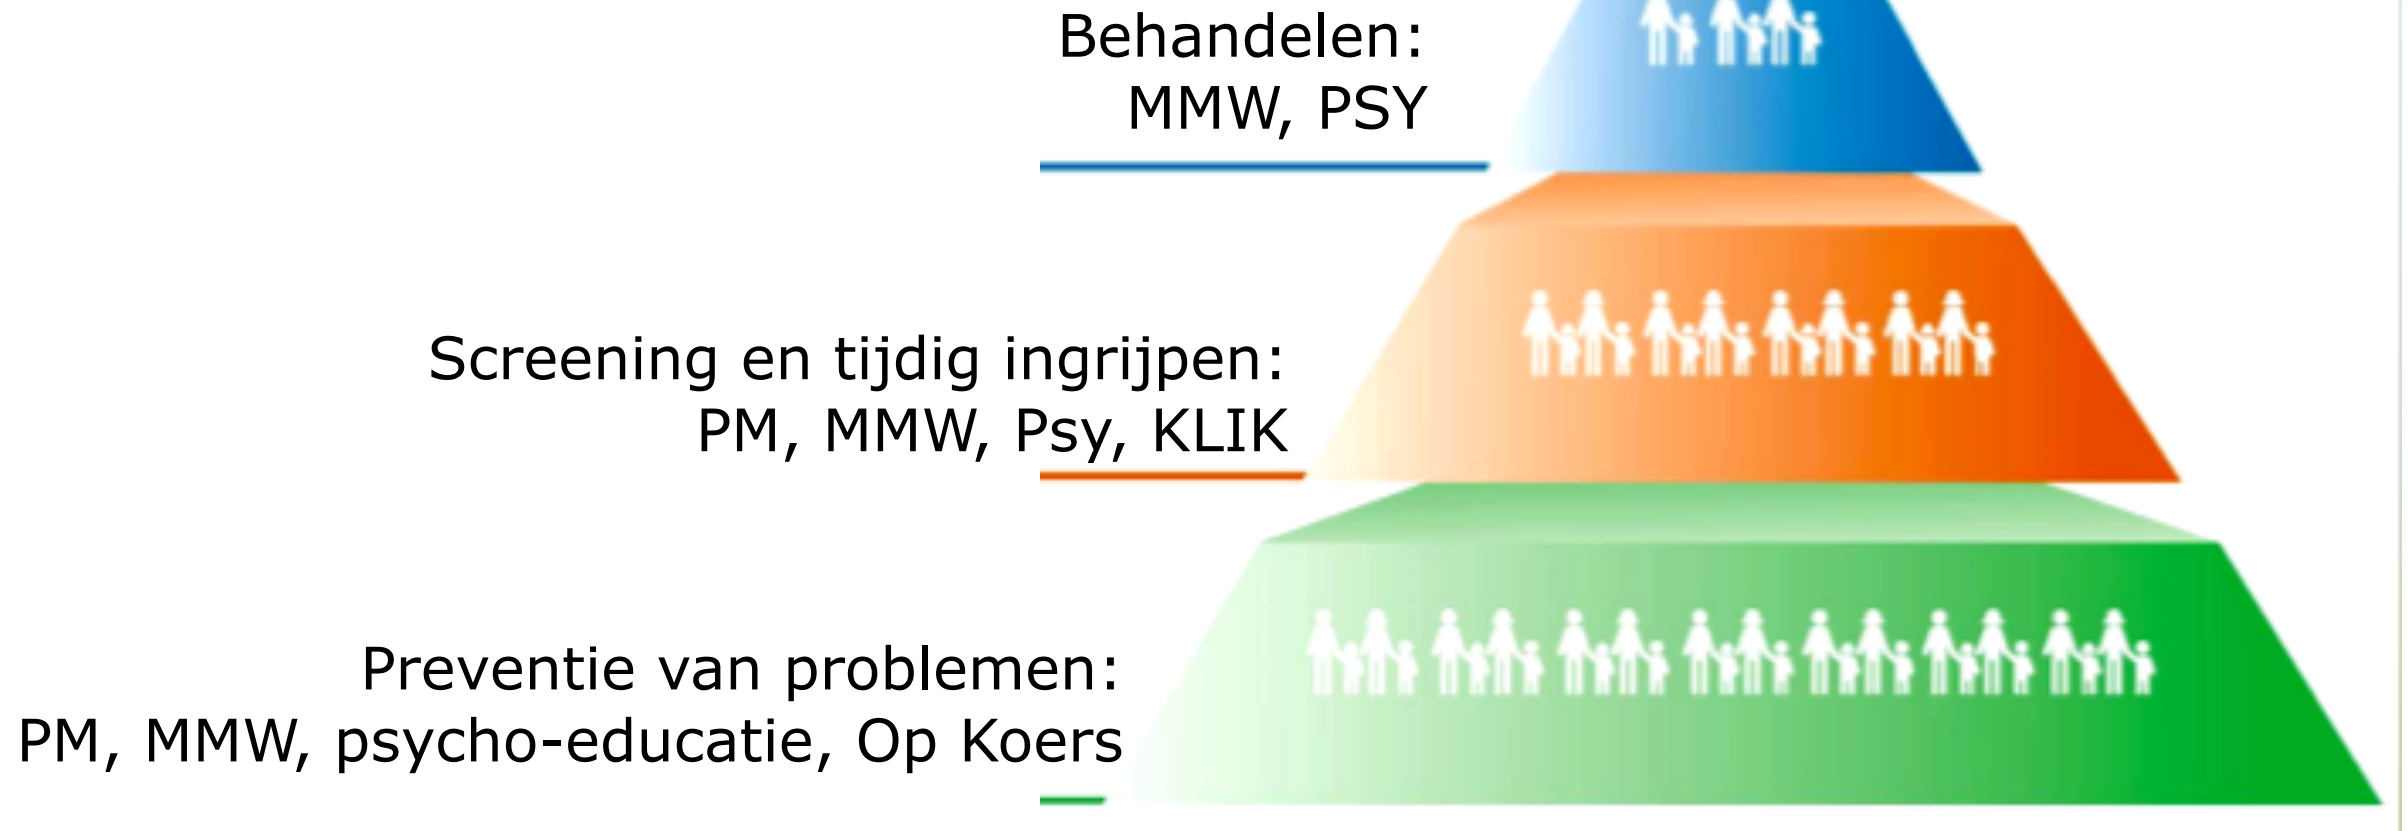 Behandelen:
MMW, PSY
Screening en tijdig ingrijpen:
PM, MMW, Psy, KLIK
Preventie van problemen:
PM, MMW, psycho-educatie, Op Koers